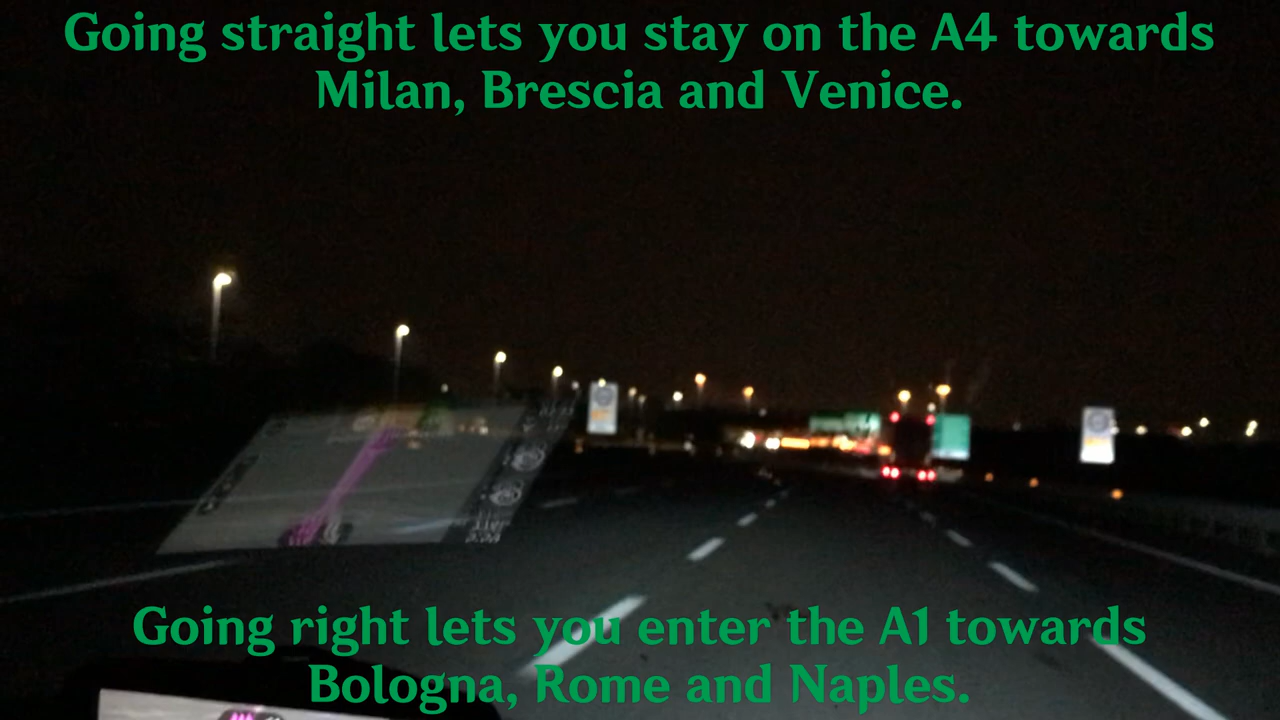 Going straight lets you stay on the A4 towards
Milan, Brescia and Venice.
Going right lets you enter the A1 towards
Bologna, Rome and Naples.